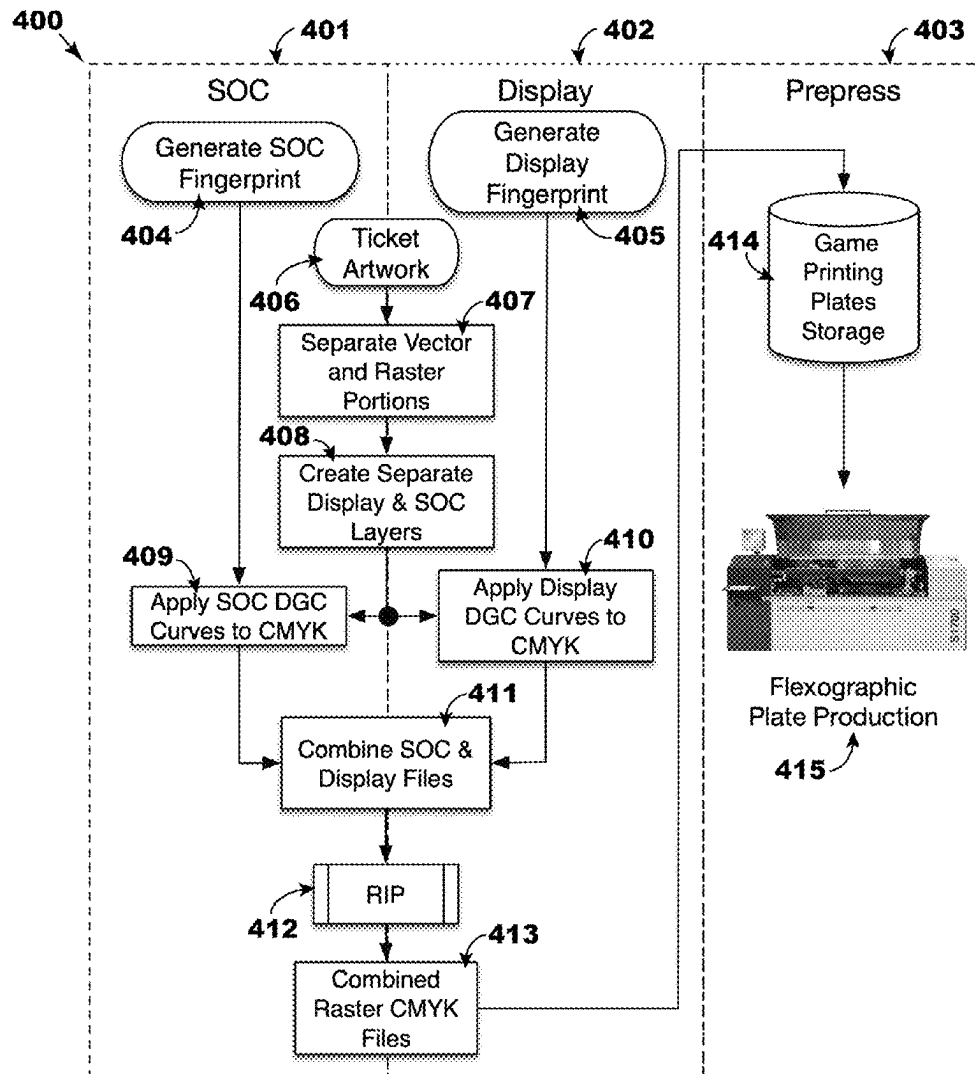 400
401
402
403
SOC
Display
Prepress
Generate SOC
Fingerprint
404
Generate
Display
Fingerprint
405
Ticket
Artwork
406
407
Separate Vector
and Raster
Portions
408
Create Separate
Display & SOC
Layers
409
Apply SOC DGC
Curves to CMYK
410
Apply Display
DGC Curves to
CMYK
411
Combine SOC &
Display Files
412
RIP
413
Combined
Raster CMYK
Files
414
Game
Printing
Plates
Storage
Flexographic
Plate Production
415